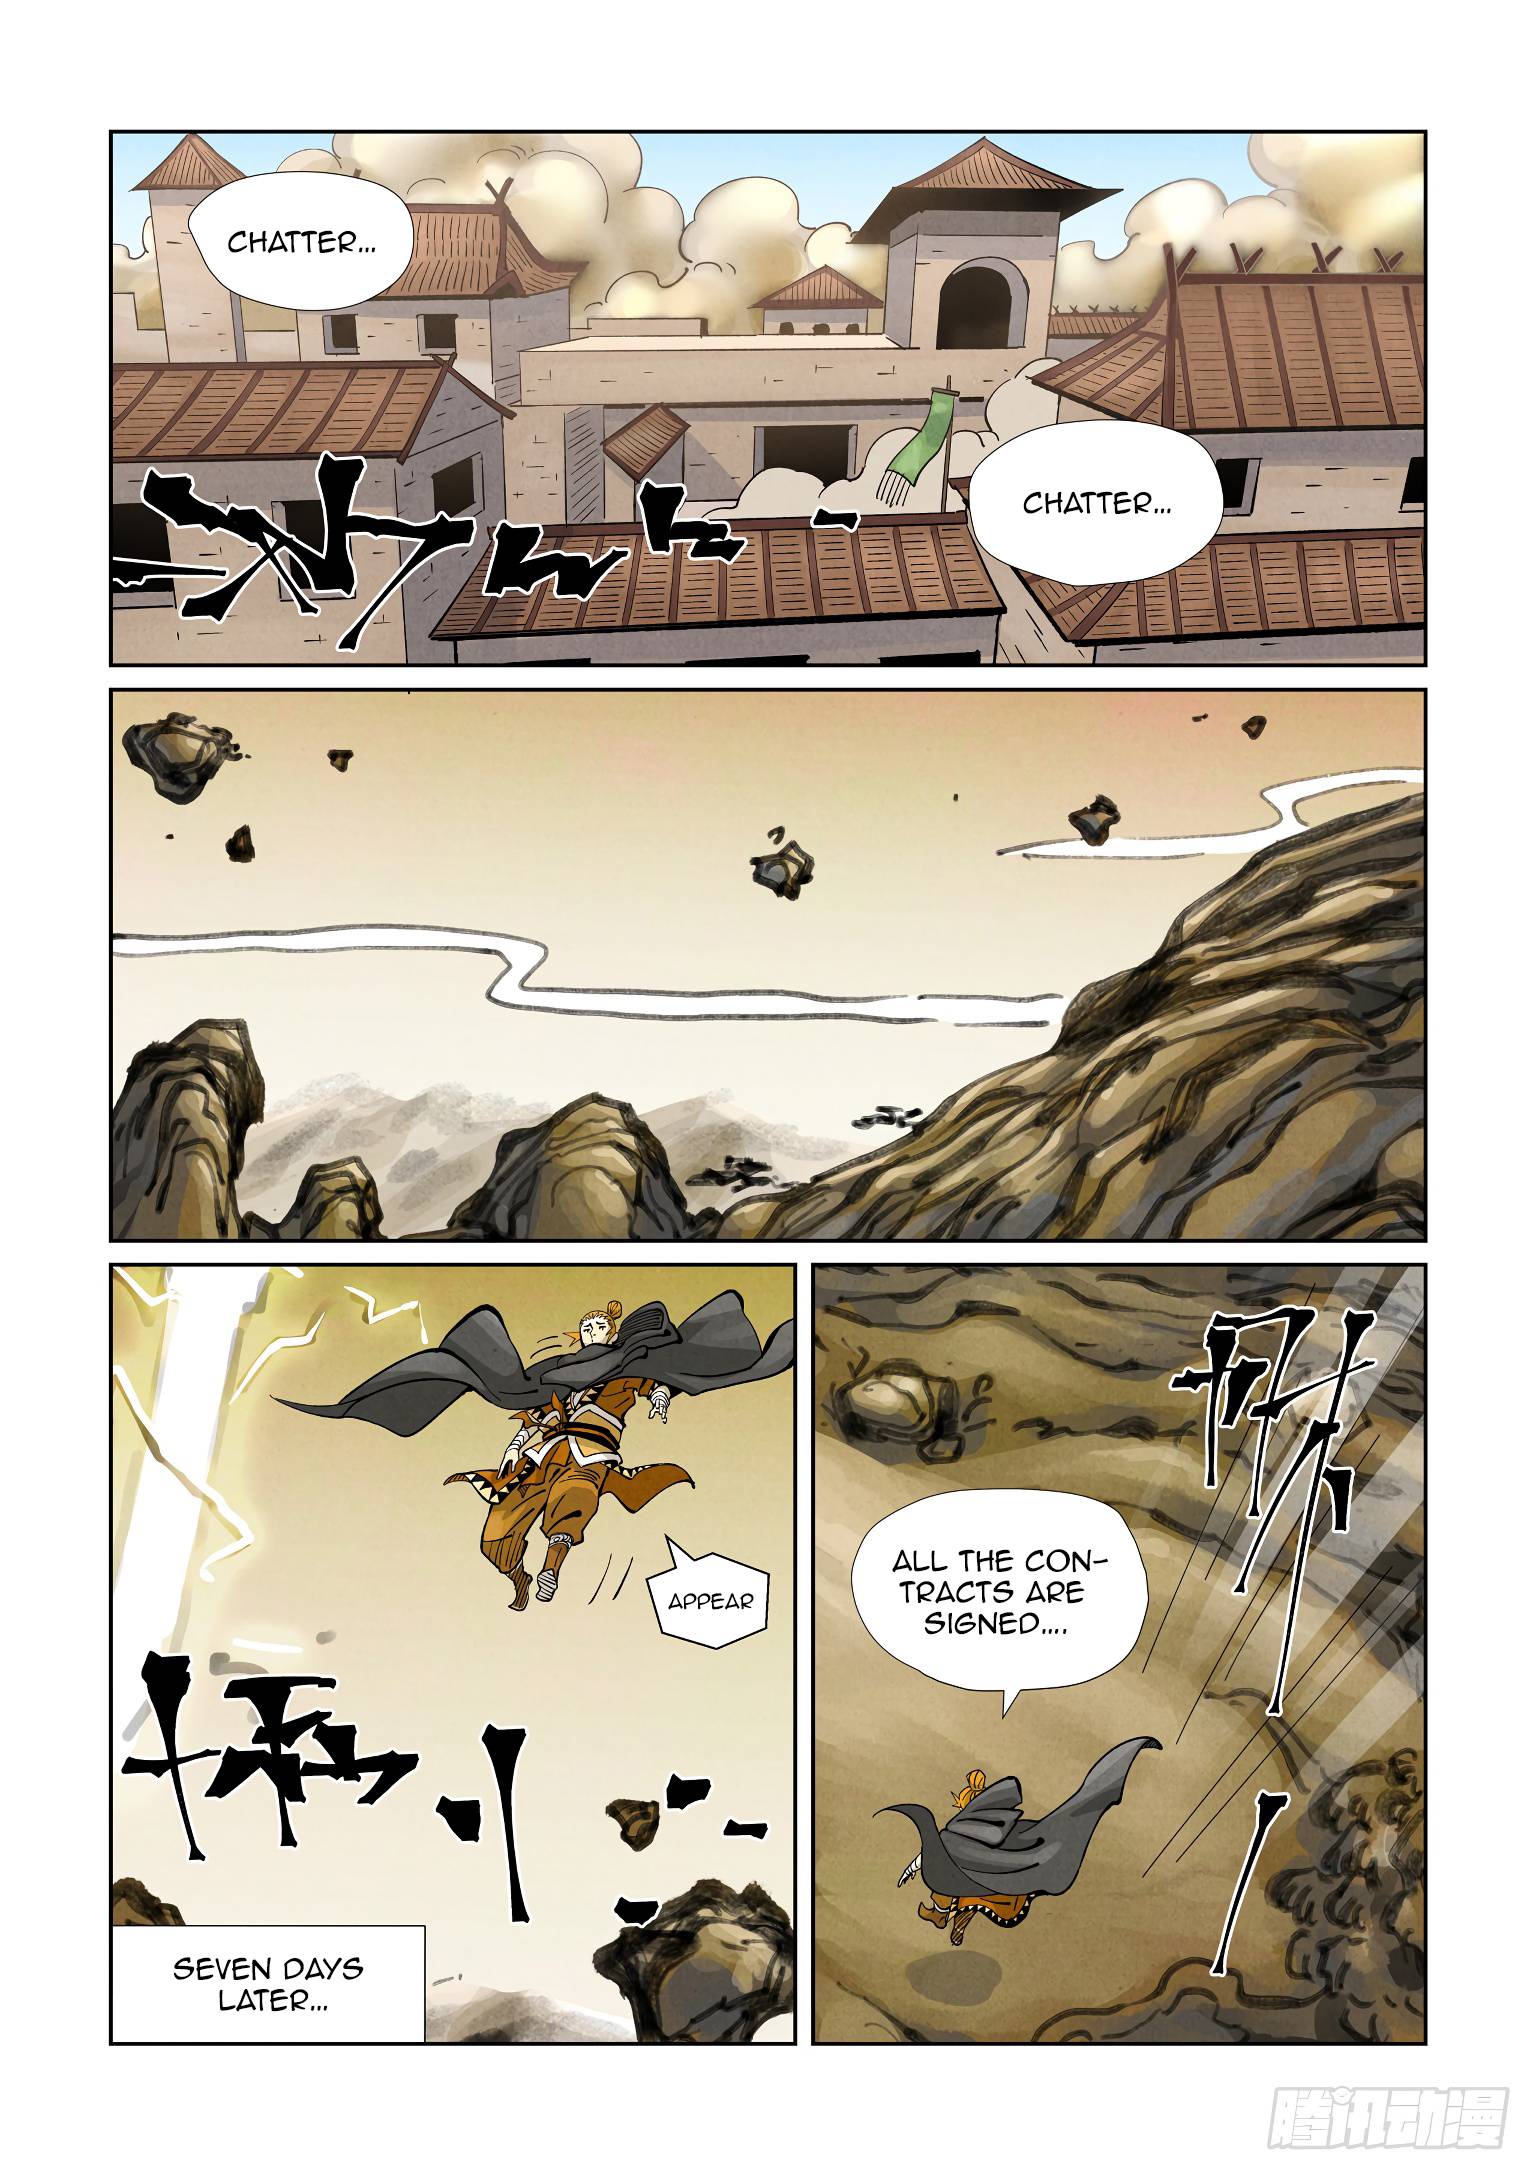 CHATTER...
CHATTER...
APPEAR
SEVEN DAYS
LATER...
ALL THE CON-
TRACTS ARE
SIGNED....
腾讯动漫